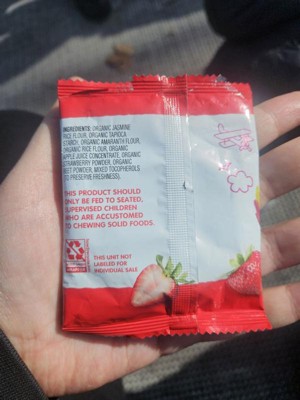 INGREDIENTS: ORGANIC JASMINE
RICE FLOUR, ORGANIC TAPIOCA
STARCH, ORGANIC AMARANTH FLOUR,
ORGANIC RICE FLOUR, ORGANIC
APPLE JUICE CONCENTRATE, ORGANIC
STRAWBERRY POWDER, ORGANIC
BEET POWDER, MIXED TOCOPHEROLS
(TO PRESERVE FRESHNESS).
THIS PRODUCT SHOULD
ONLY BE FED TO SEATED,
SUPERVISED CHILDREN
WHO ARE ACCUSTOMED
TO CHEWING SOLID FOODS.
THIS UNIT NOT
LABELED FOR
INDIVIDUAL SALE